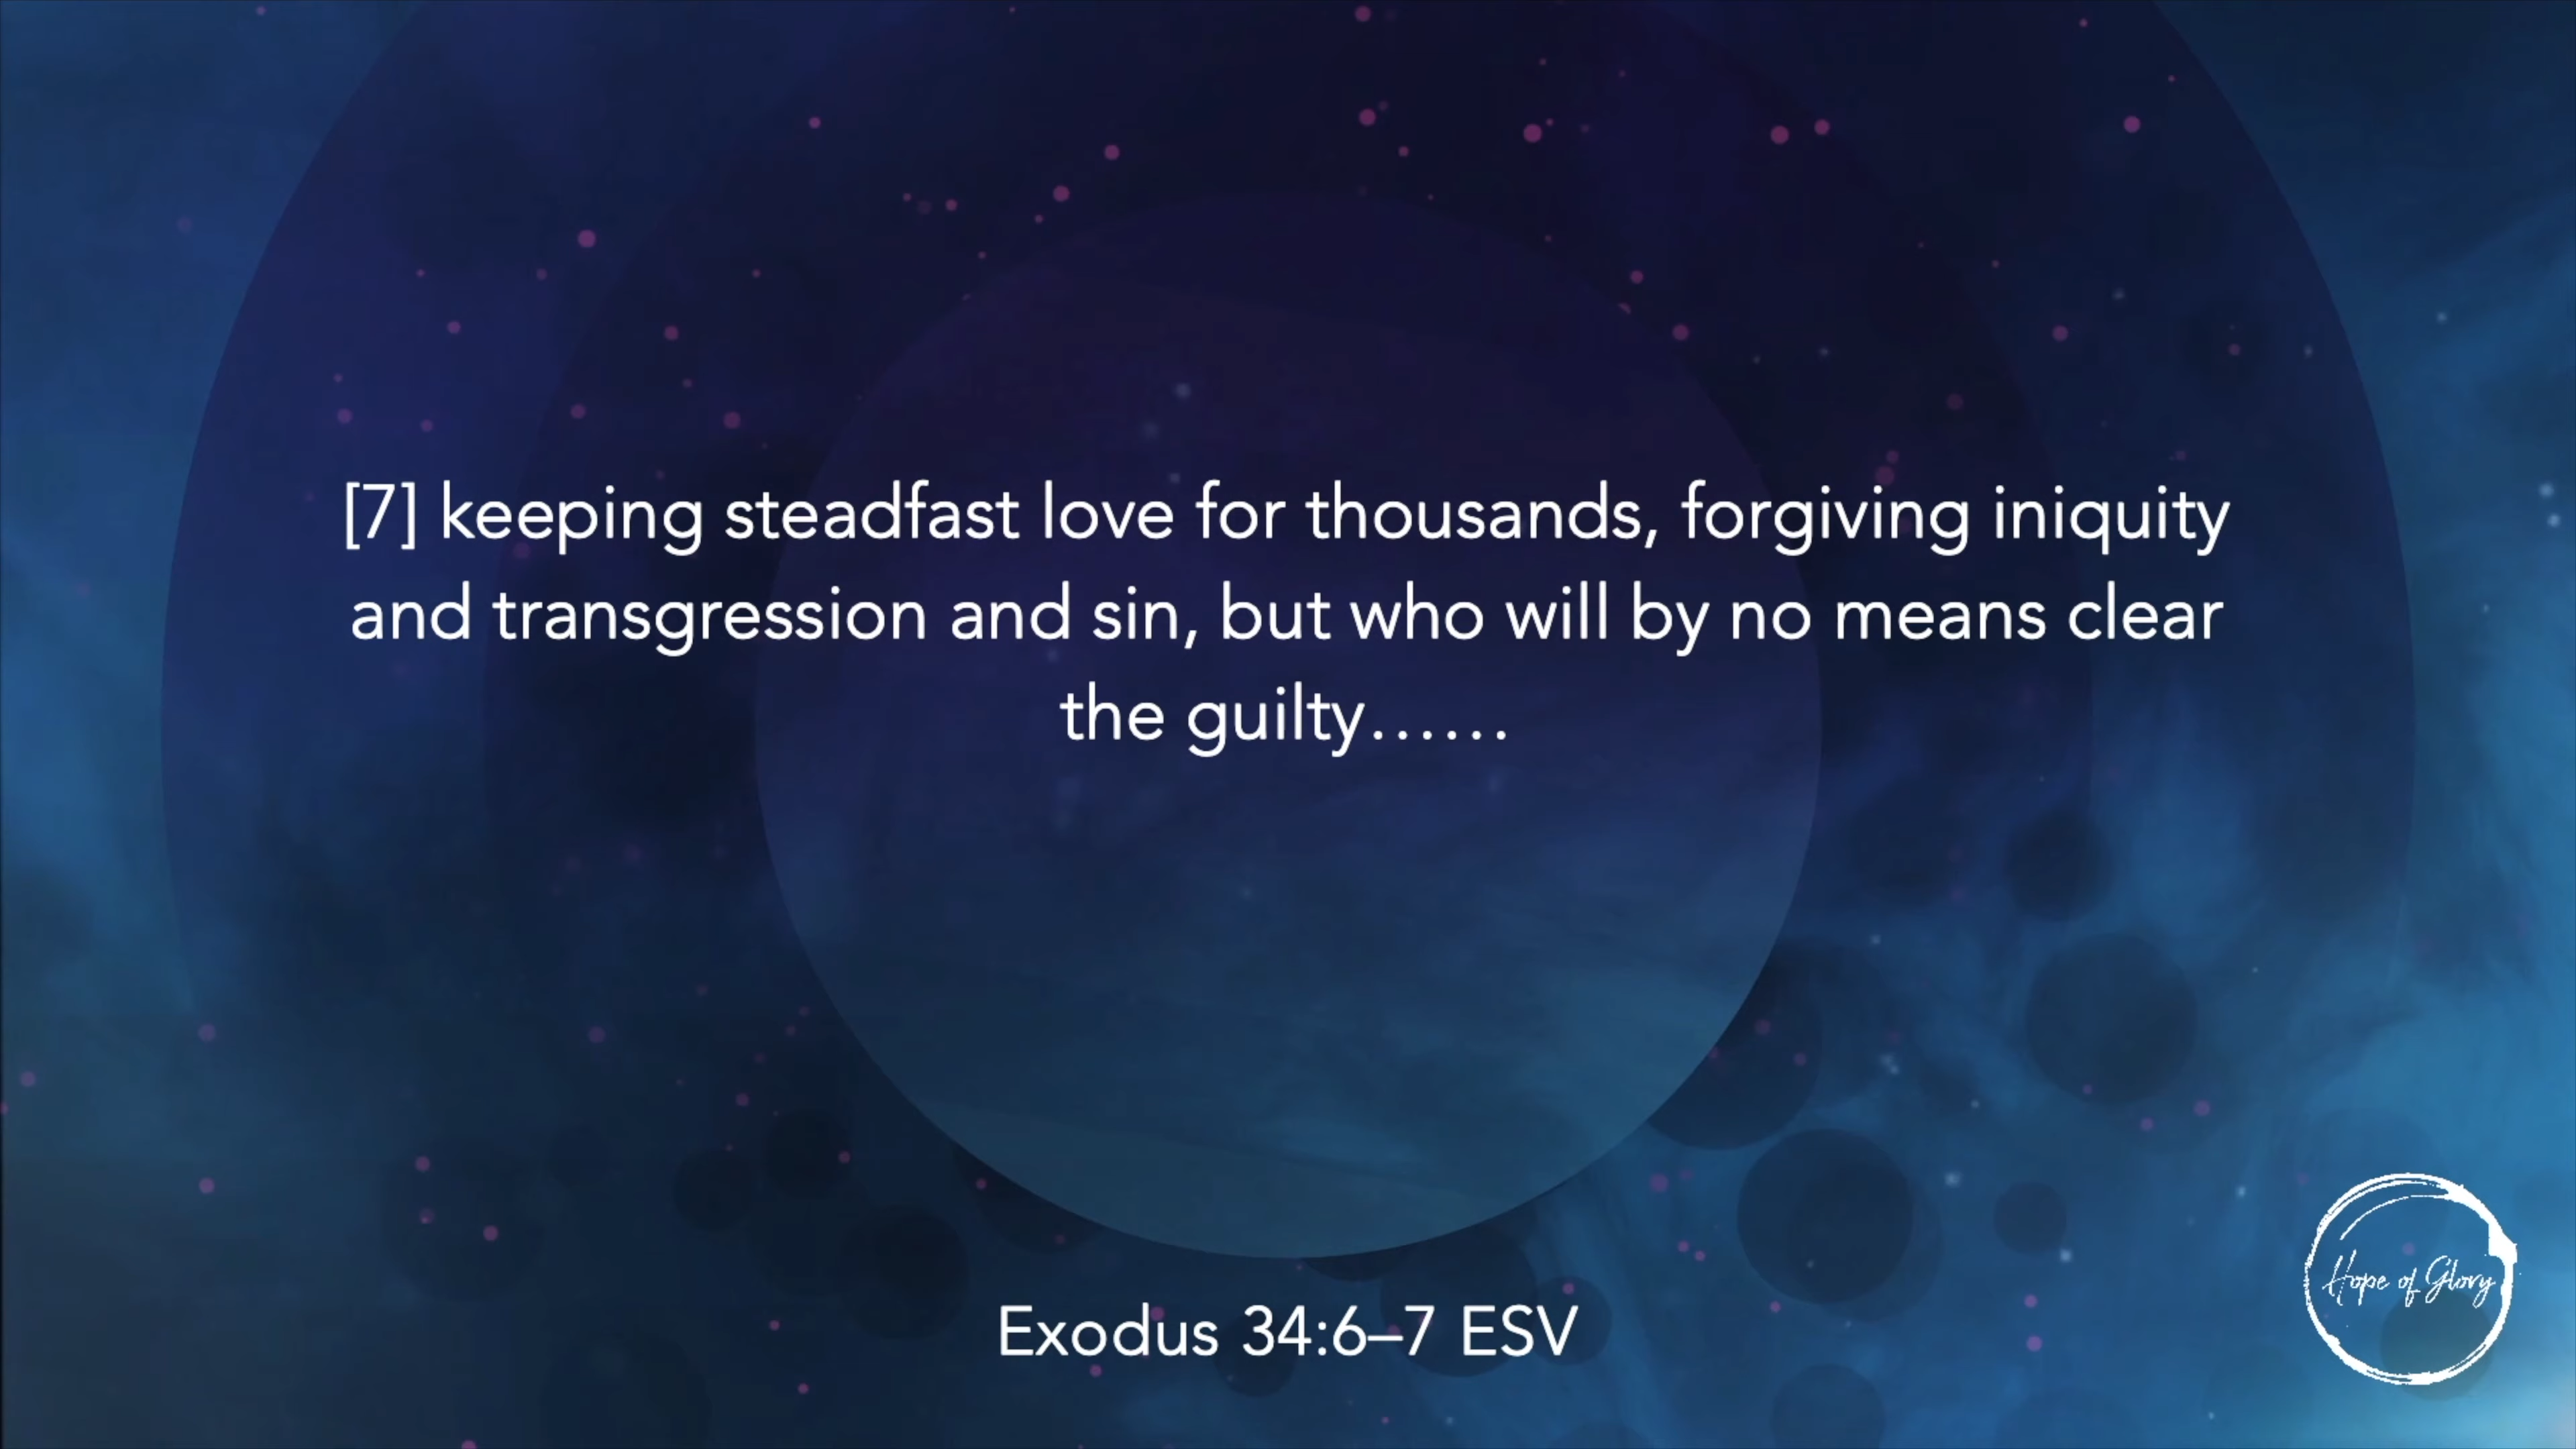 [7] keeping steadfast love for thousands, forgiving iniquity
and transgression and sin, but who will by no means clear
the guilty......
Exodus 34:6–7 ESV
Hope of Glory